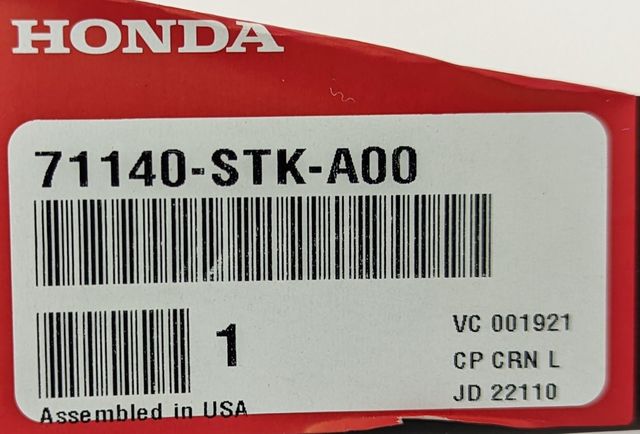 HONDA
71140-STK-A00
1
VC 001921
CP CRN L
JD 22110
Assembled in USA